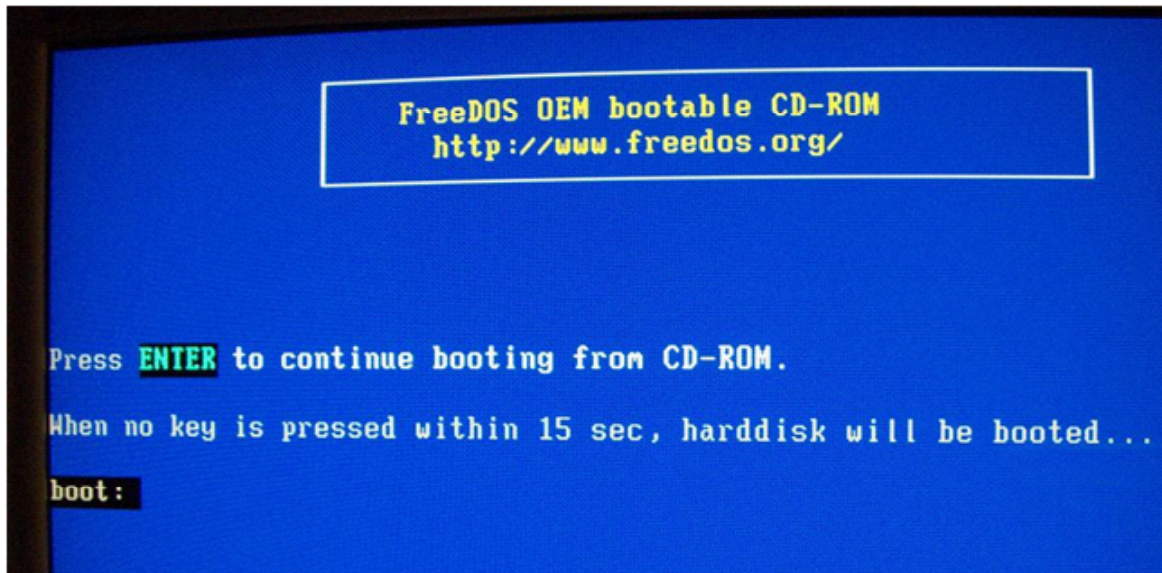 FreeDOS OEM bootable CD-ROM
http://www.freedos.org/
Press ENTER to continue booting from CD-ROM.
When no key is pressed within 15 sec, harddisk will be booted...
boot: